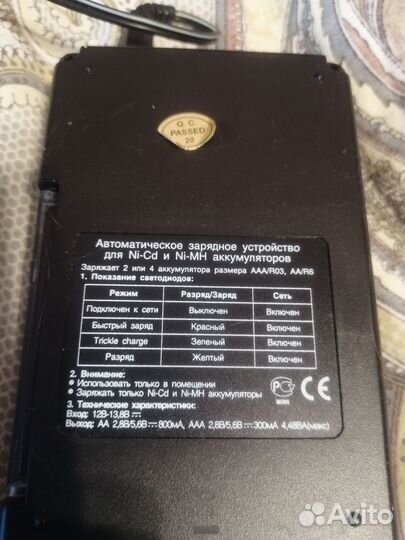 Q. C.
PASSED
20
Автоматическое зарядное устройство
для Ni-Cd и Ni-MH аккумуляторов
Заряжает 2 или 4 аккумулятора размера AAA/R03, AA/R6
1. Показание светодиодов:
Режим Разряд/Заряд Сеть
Подключен к сети Выключен Включен
Быстрый заряд Красный Включен
Trickle charge Зеленый Включен
Разряд Желтый Включен
2. Внимание:
● Использовать только в помещении
● Заряжать только Ni-Cd и Ni-MH аккумуляторы
3. Технические характеристики:
Вход: 12В-13,8В
Выход: AA 2,8В/5,6В 800мА, AAA 2,8В/5,6В 300мА 4,48ВА(макс)
РСТ CE
Avito